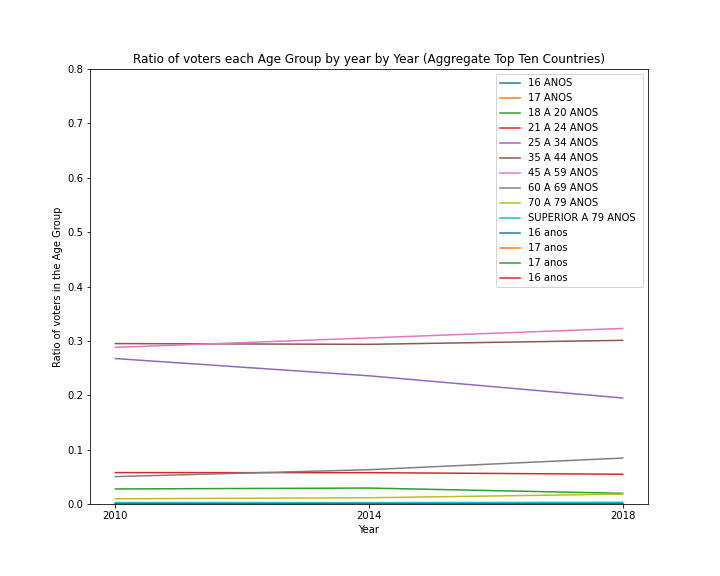 Ratio of voters each Age Group by year by Year (Aggregate Top Ten Countries)
0.8
0.7
0.6
0.5
0.4
0.3
0.2
0.1
0.0
Ratio of voters in the Age Group
16 ANOS
17 ANOS
18 A 20 ANOS
21 A 24 ANOS
25 A 34 ANOS
35 A 44 ANOS
45 A 59 ANOS
60 A 69 ANOS
70 A 79 ANOS
SUPERIOR A 79 ANOS
16 anos
17 anos
17 anos
16 anos
2010 2014 2018
Year